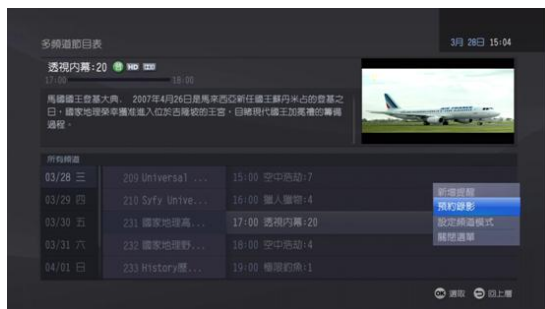 多頻道節目表
3月 28日 15:04
透視內幕:20 HD
17:00 18:00
馬國國王登基大典. 2007年4月26日是馬來西亞新任國王蘇丹米占的登基之
日,國家地理榮幸獲准進入位於吉隆坡的王宮,目睹現代國王加冕禮的籌備
過程。
所有頻道
03/28 三 209 Universal ... 15:00 空中浩劫:7
新增提醒
03/29 四 210 Syfy Unive... 16:00 獵人獵物:4
預約錄影
03/30 五 231 國家地理高... 17:00 透視內幕:20
設定頻道模式
03/31 六 232 國家地理野... 18:00 空中浩劫:4
關閉選單
04/01 日 233 History歷... 19:00 極限釣魚:1
OK 選取 回上層